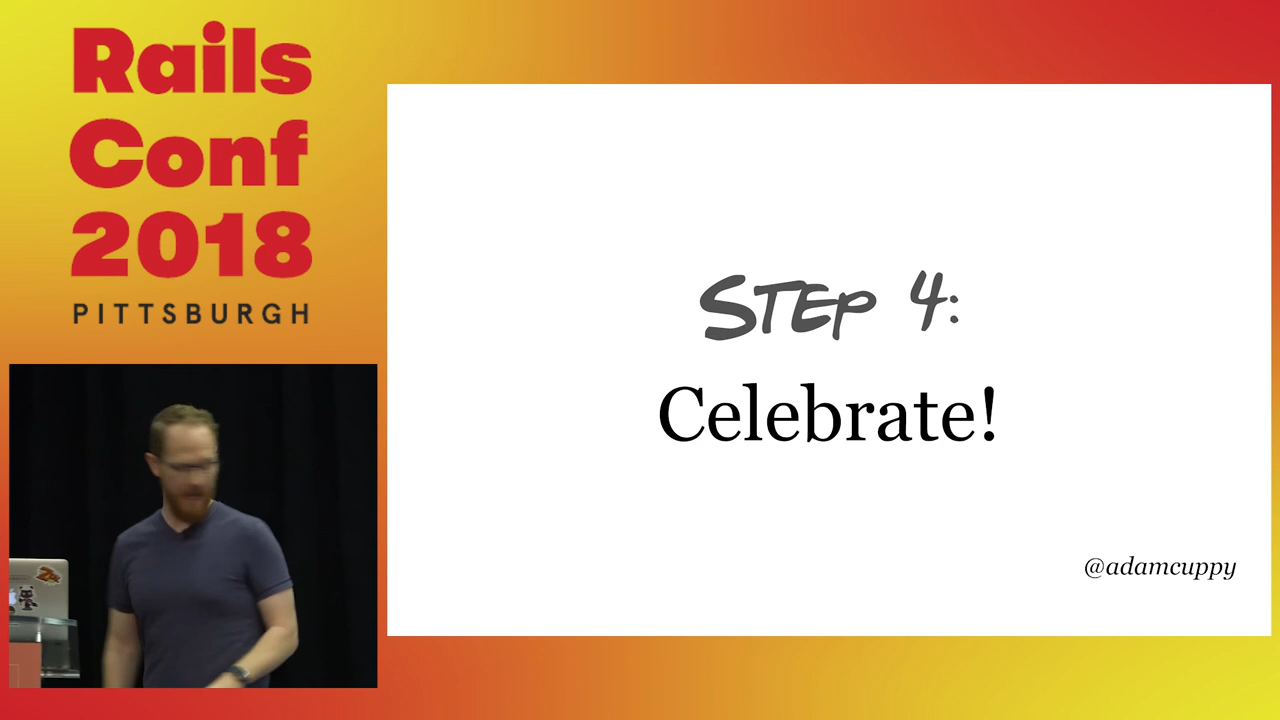 Rails
Conf
2018
PITTSBURGH
STEP 4:
Celebrate!
@adamcuppy